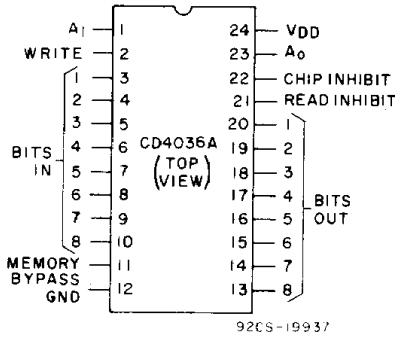 A1 1 24 VDD
WRITE 2 23 A0
1 3 22 CHIP INHIBIT
2 4 21 READ INHIBIT
3 5 20 1
4 6 CD4036A 19 2
BITS IN
5 7 (TOP VIEW) 18 3
6 8 17 4
BITS OUT
7 9 16 5
8 10 15 6
MEMORY BYPASS 11 14 7
GND 12 13 8
92CS-19937